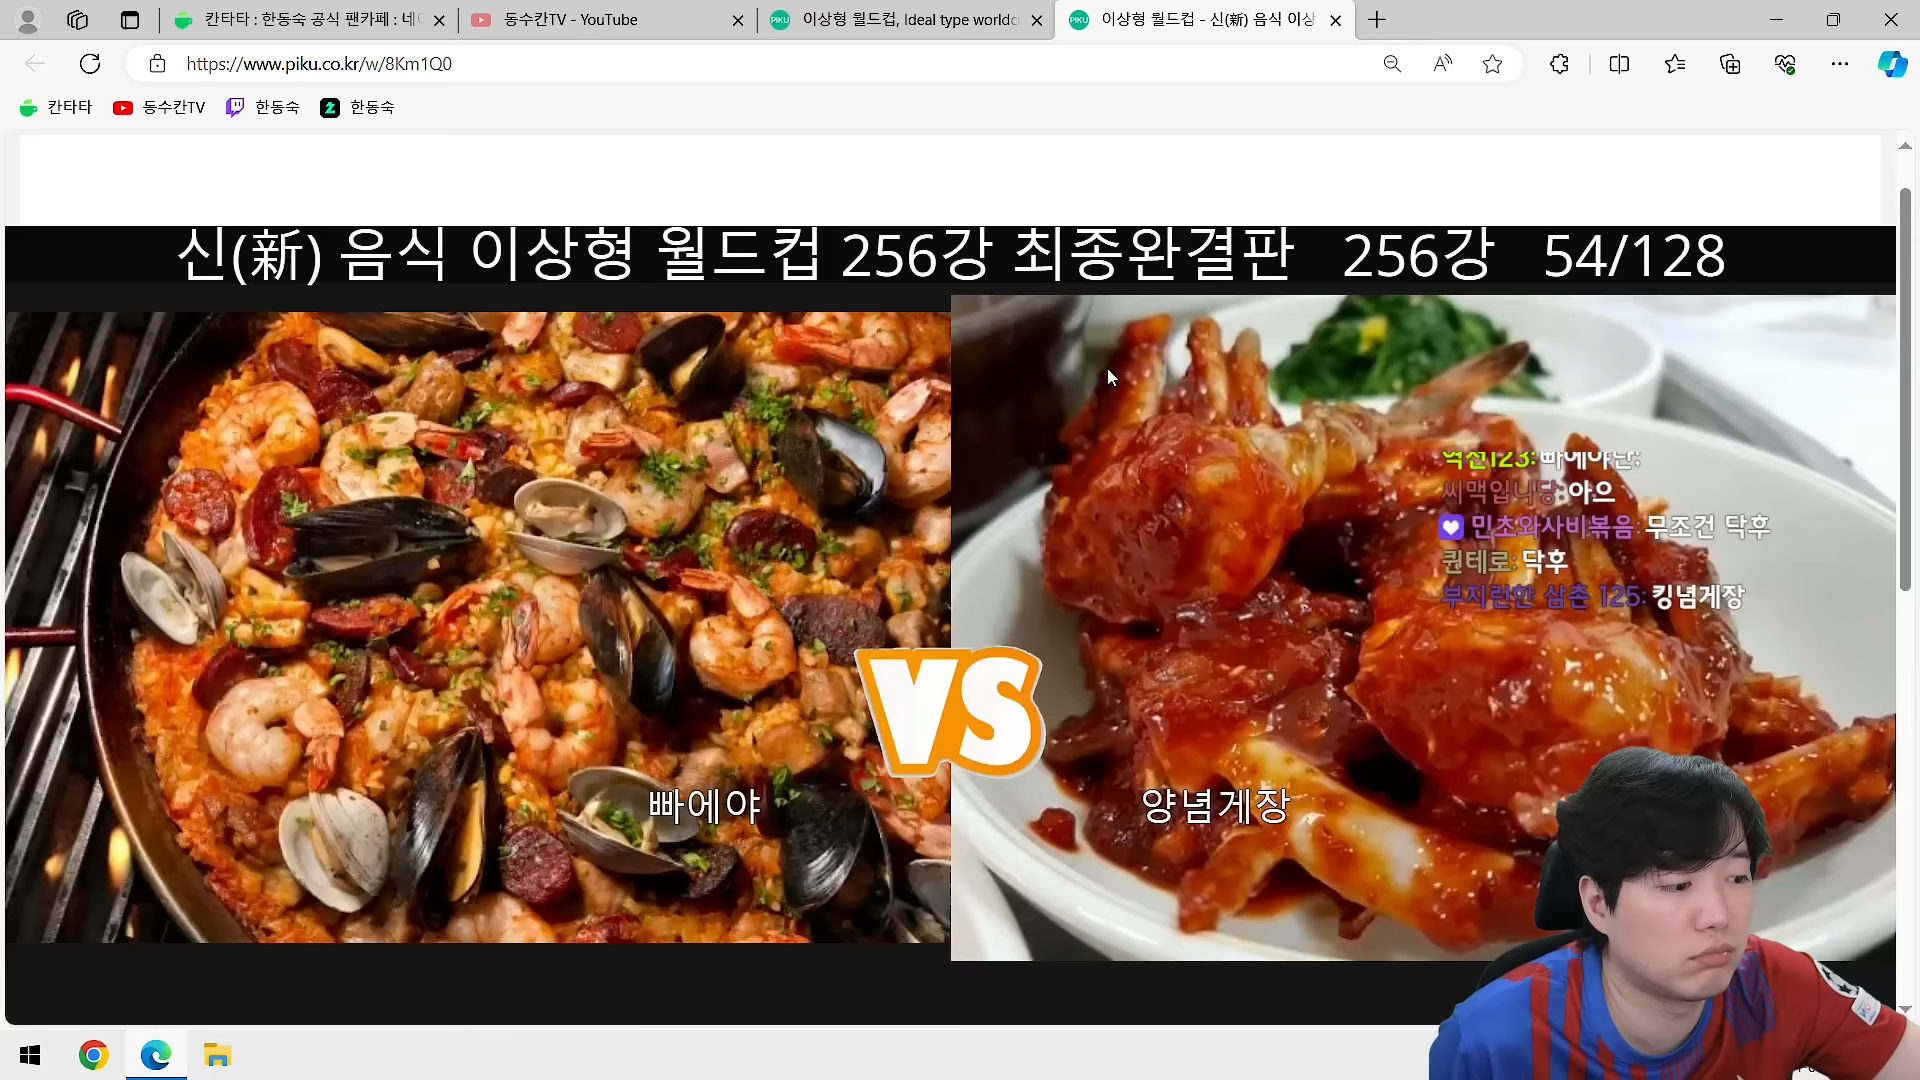 칸타타 : 한동숙 공식 팬카페 : 네
동수칸TV - YouTube
이상형 월드컵, Ideal type worldc
이상형 월드컵 - 신(新) 음식 이상
https://www.piku.co.kr/w/8Km1Q0
칸타타
동수칸TV
한동숙
한동숙
신(新) 음식 이상형 월드컵 256강 최종완결판 256강 54/128
씨맥입니당: 아으
민초와사비볶음: 무조건 닥후
퀸테로: 닥후
부지런한 삼촌 125: 킹념게장
VS
빠에야
양념게장